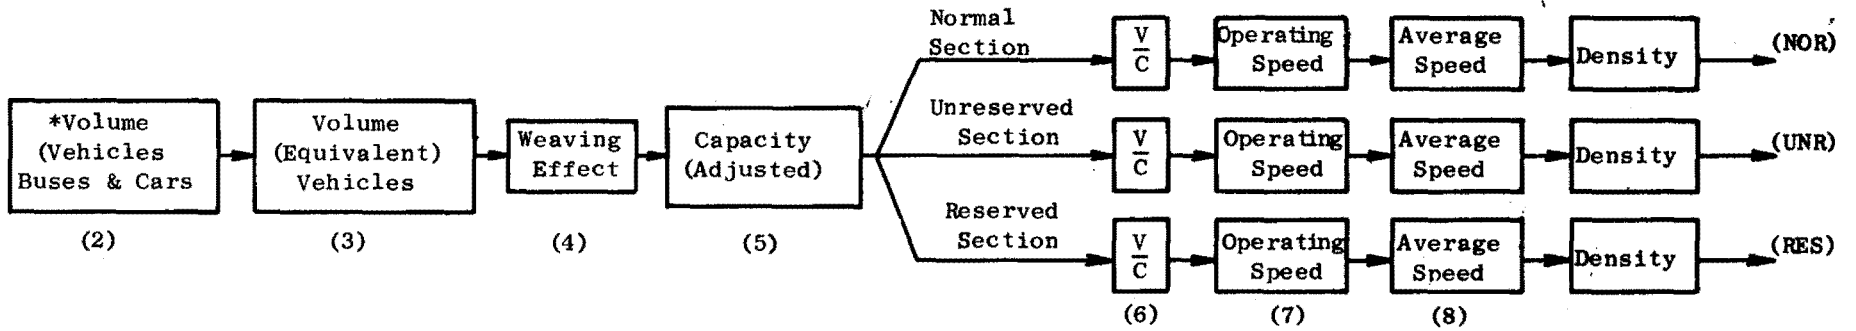 *Volume
(Vehicles
Buses & Cars
(2)
Volume
(Equivalent)
Vehicles
(3)
Weaving
Effect
(4)
Capacity
(Adjusted)
(5)
Normal
Section
V
C
Operating
Speed
Average
Speed
Density
(NOR)
Unreserved
Section
V
C
Operating
Speed
Average
Speed
Density
(UNR)
Reserved
Section
V
C
Operating
Speed
Average
Speed
Density
(RES)
(6)
(7)
(8)